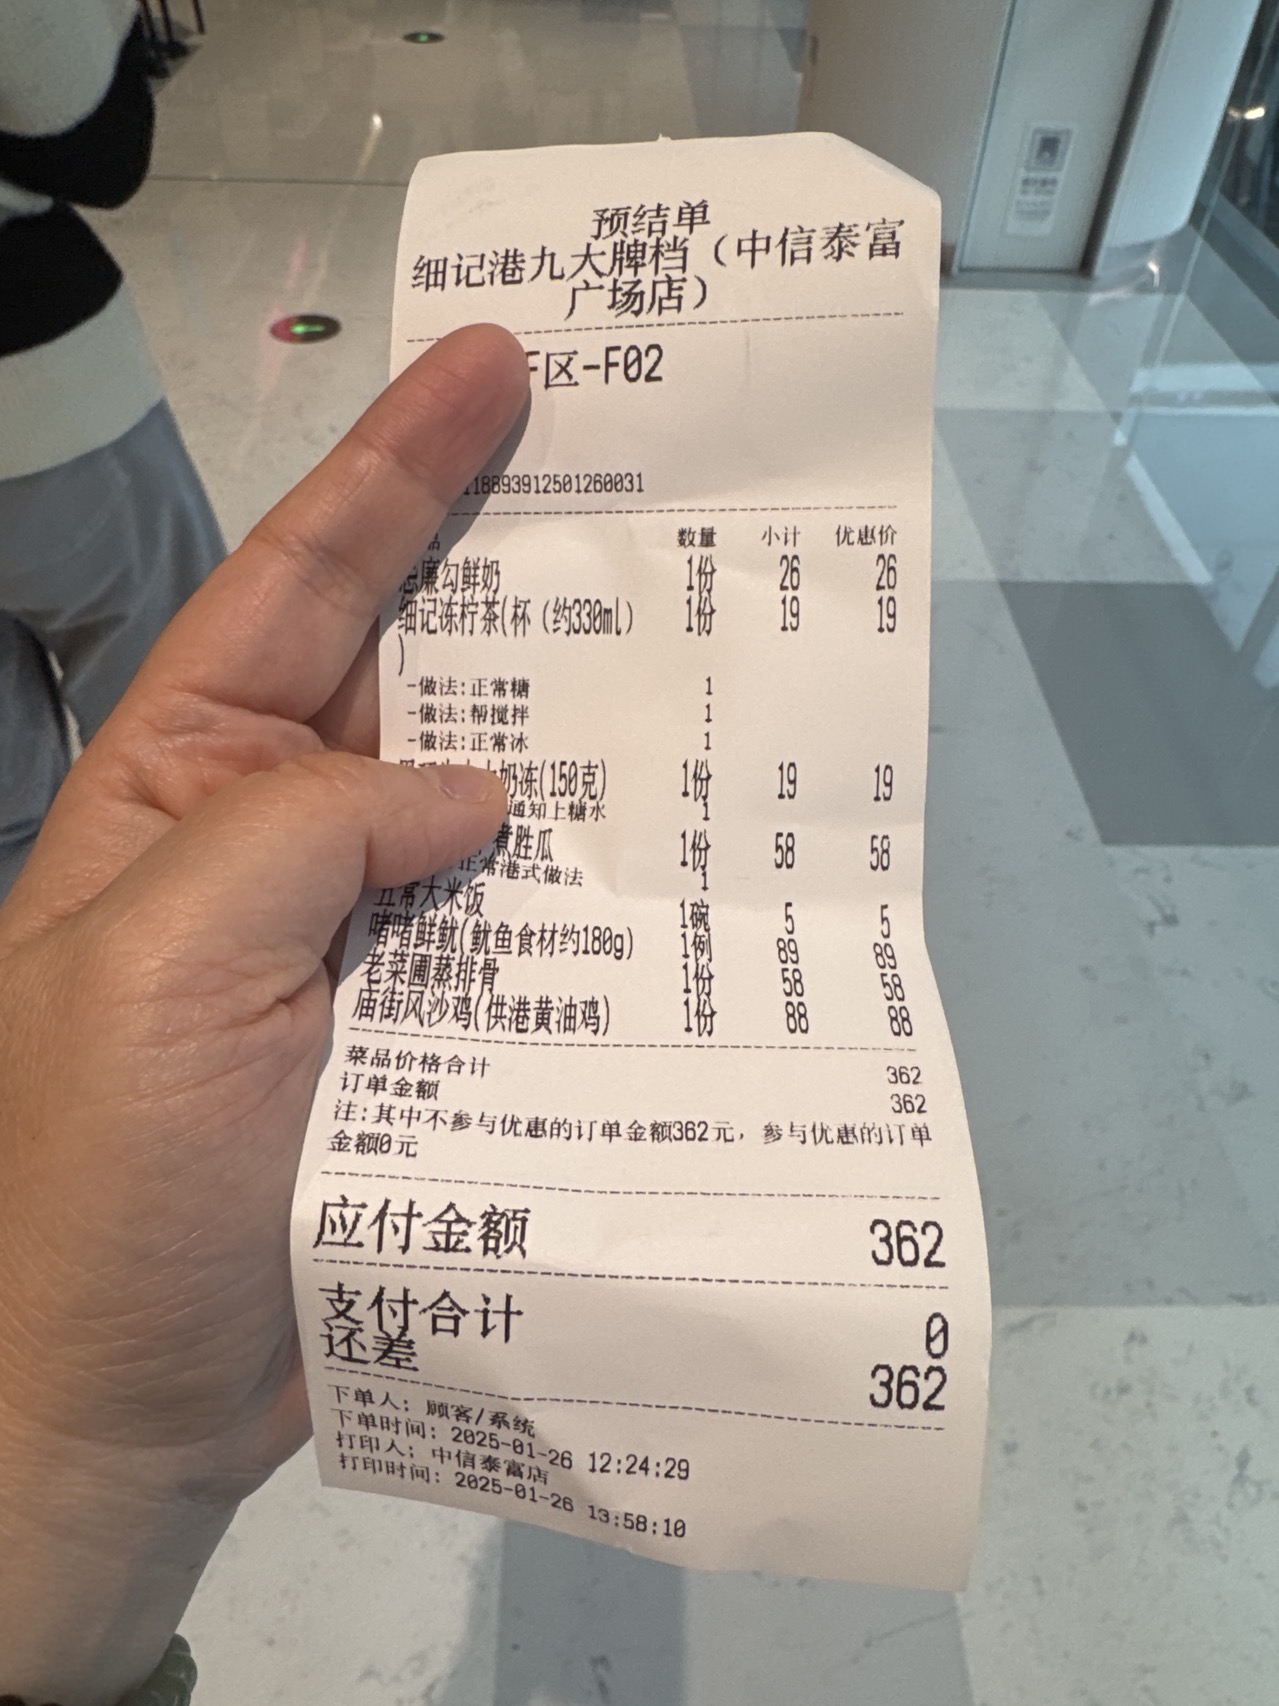 预结单
细记港九大牌档（中信泰富
广场店）
F区-F02
118893912501260031
品 数量 小计 优惠价
廉勾鲜奶 1份 26 26
细记冻柠茶(杯（约330ml） 1份 19 19
)
-做法:正常糖 1
-做法:帮搅拌 1
-做法:正常冰 1
奶冻(150克) 1份 19 19
通知上糖水 1
煮胜瓜 1份 58 58
正常港式做法 1
五常大米饭 1碗 5 5
啫啫鲜鱿(鱿鱼食材约180g) 1例 89 89
老菜圃蒸排骨 1份 58 58
庙街风沙鸡(供港黄油鸡) 1份 88 88
菜品价格合计 362
订单金额 362
注:其中不参与优惠的订单金额362元，参与优惠的订单
金额0元
应付金额 362
支付合计 0
还差 362
下单人: 顾客/系统
下单时间: 2025-01-26 12:24:29
打印人: 中信泰富店
打印时间: 2025-01-26 13:58:10